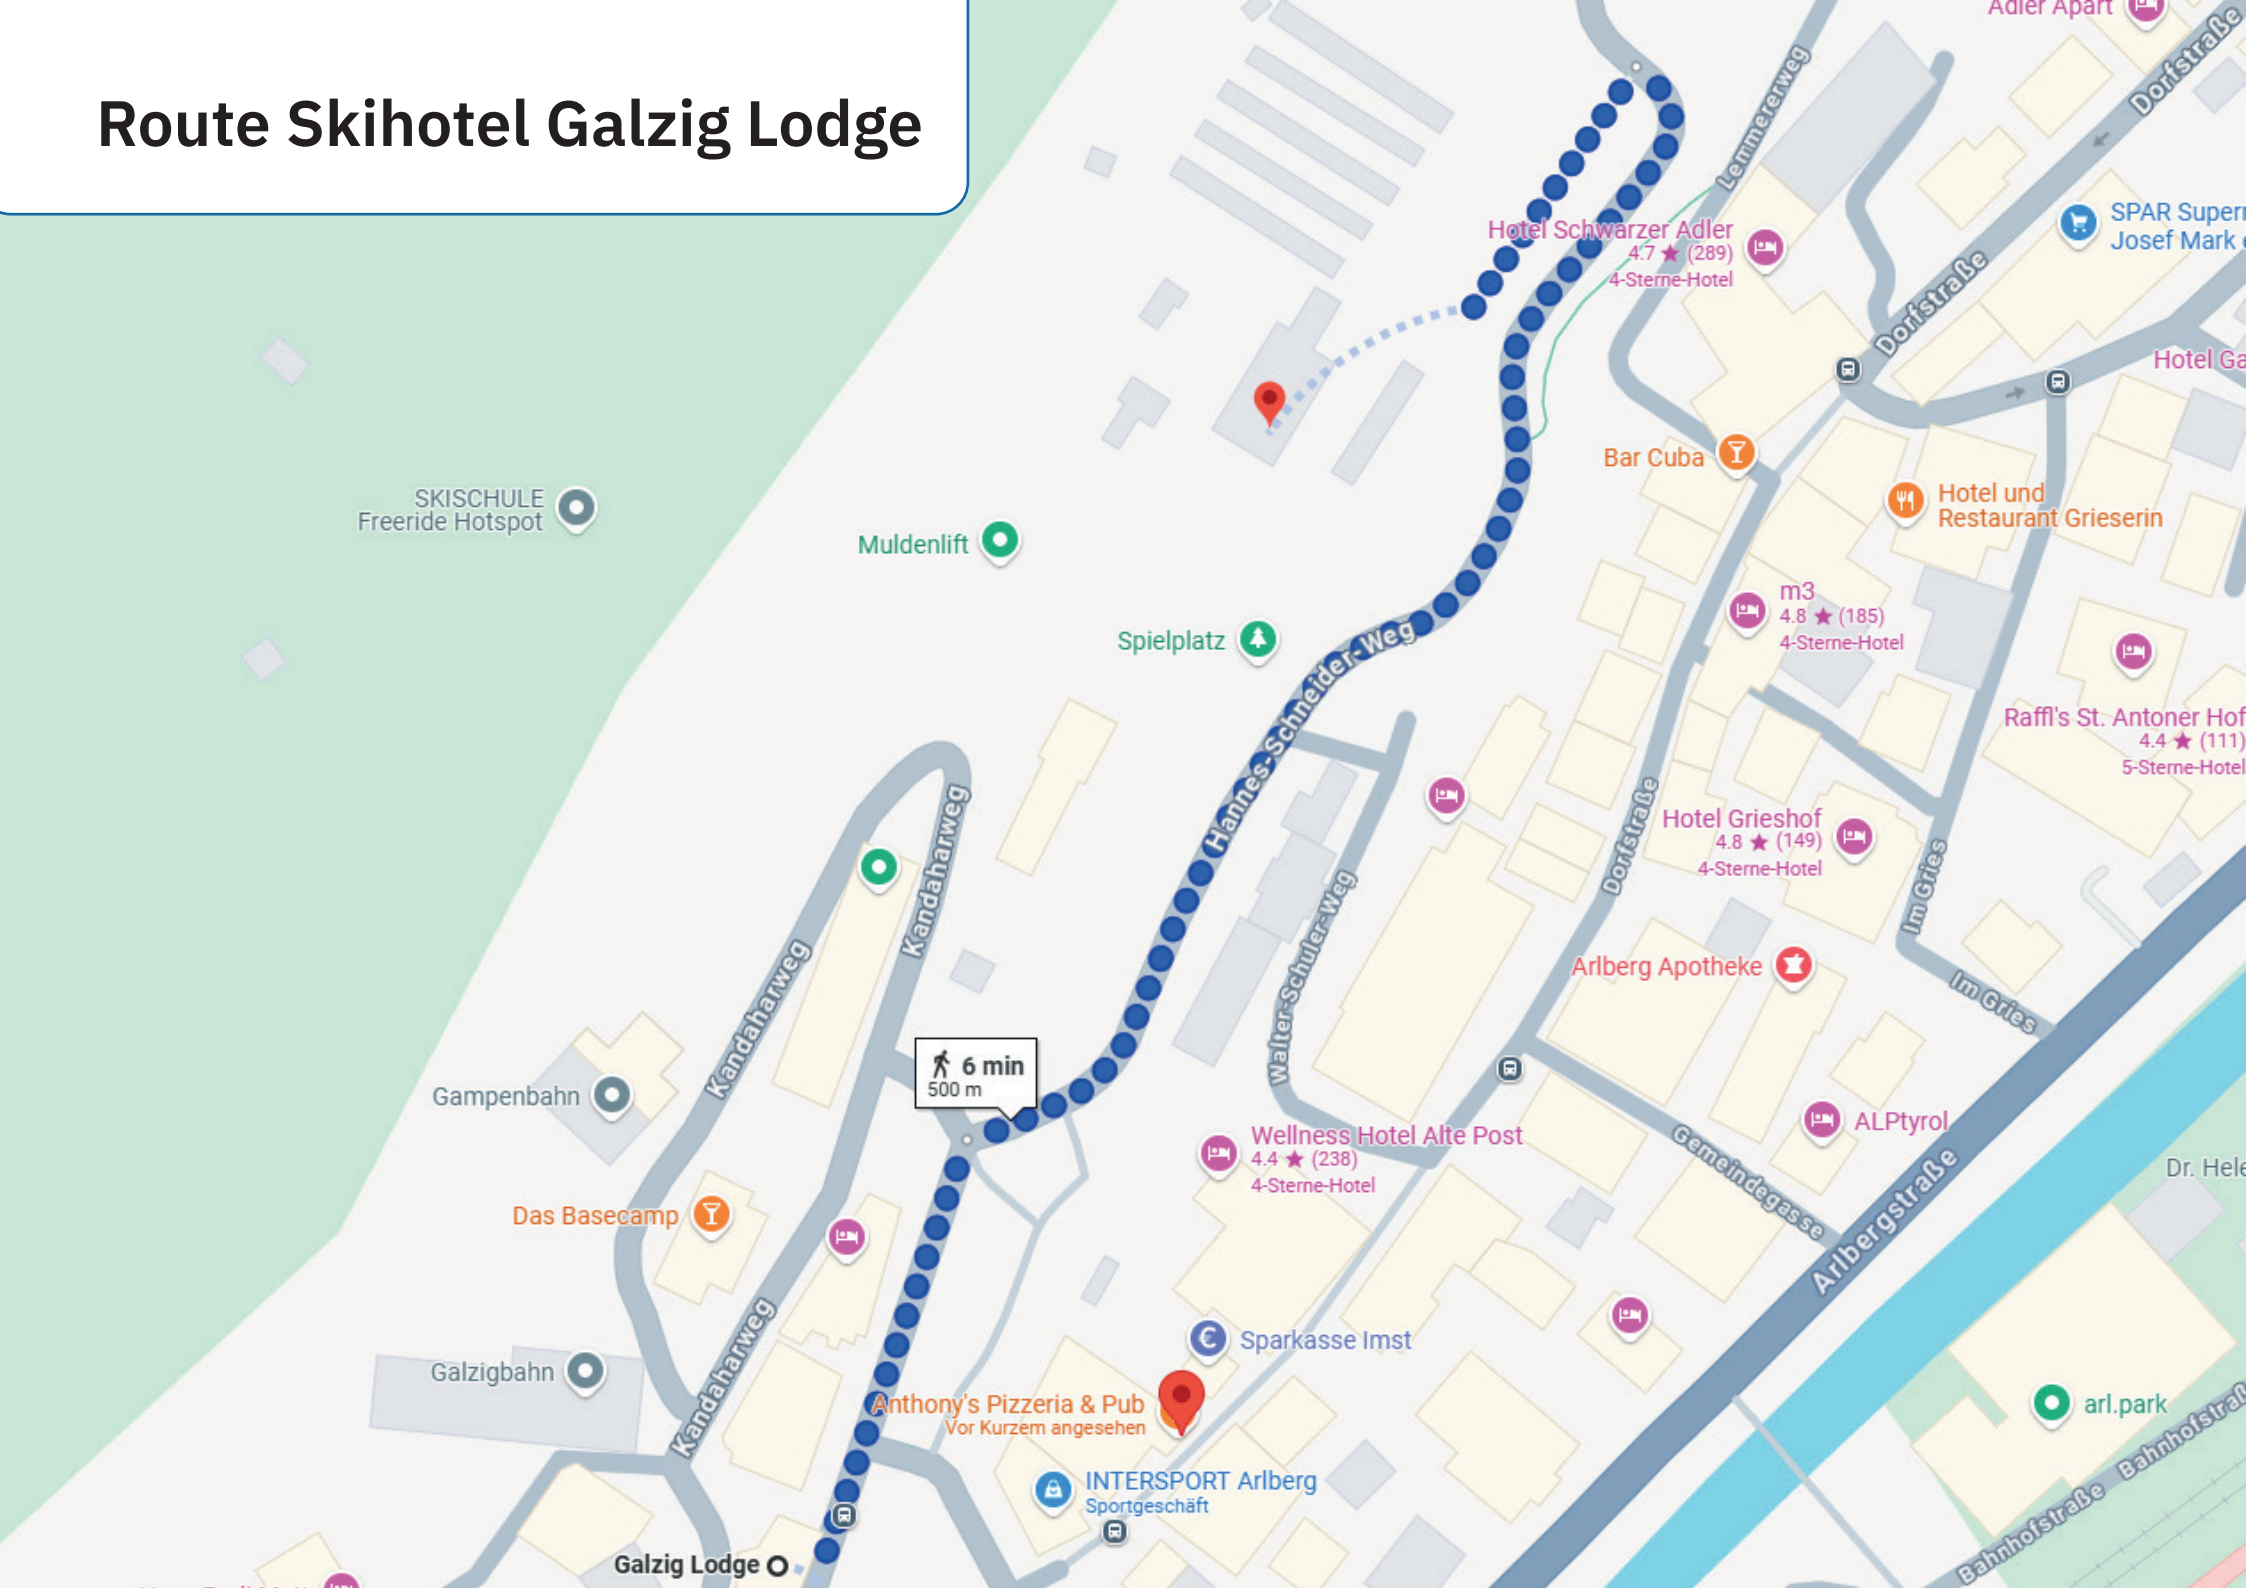 Route Skihotel Galzig Lodge
Adler Apart
Dorfstraße
Lemmererweg
SPAR Super
Josef Mark
Hotel Schwarzer Adler
4.7 ★ (289)
4-Sterne-Hotel
Dorfstraße
Hotel Ga
Bar Cuba
Hotel und
Restaurant Grieserin
SKISCHULE
Freeride Hotspot
Muldenlift
m3
4.8 ★ (185)
4-Sterne-Hotel
Spielplatz
Hannes-Schneider-Weg
Raffl's St. Antoner Hof
4.4 ★ (111)
5-Sterne-Hotel
Kandaharweg
Dorfstraße
Hotel Grieshof
4.8 ★ (149)
4-Sterne-Hotel
Im Gries
Walter-Schuler-Weg
Kandaharweg
Arlberg Apotheke
Im Gries
6 min
500 m
Gampenbahn
Wellness Hotel Alte Post
4.4 ★ (238)
4-Sterne-Hotel
ALPtyrol
Gemeindegasse
Dr. Hele
Arlbergstraße
Das Basecamp
Sparkasse Imst
Galzigbahn
Kandaharweg
Anthony's Pizzeria & Pub
Vor Kurzem angesehen
arl.park
Bahnhofstraß
INTERSPORT Arlberg
Sportgeschäft
Bahnhofstraße
Galzig Lodge